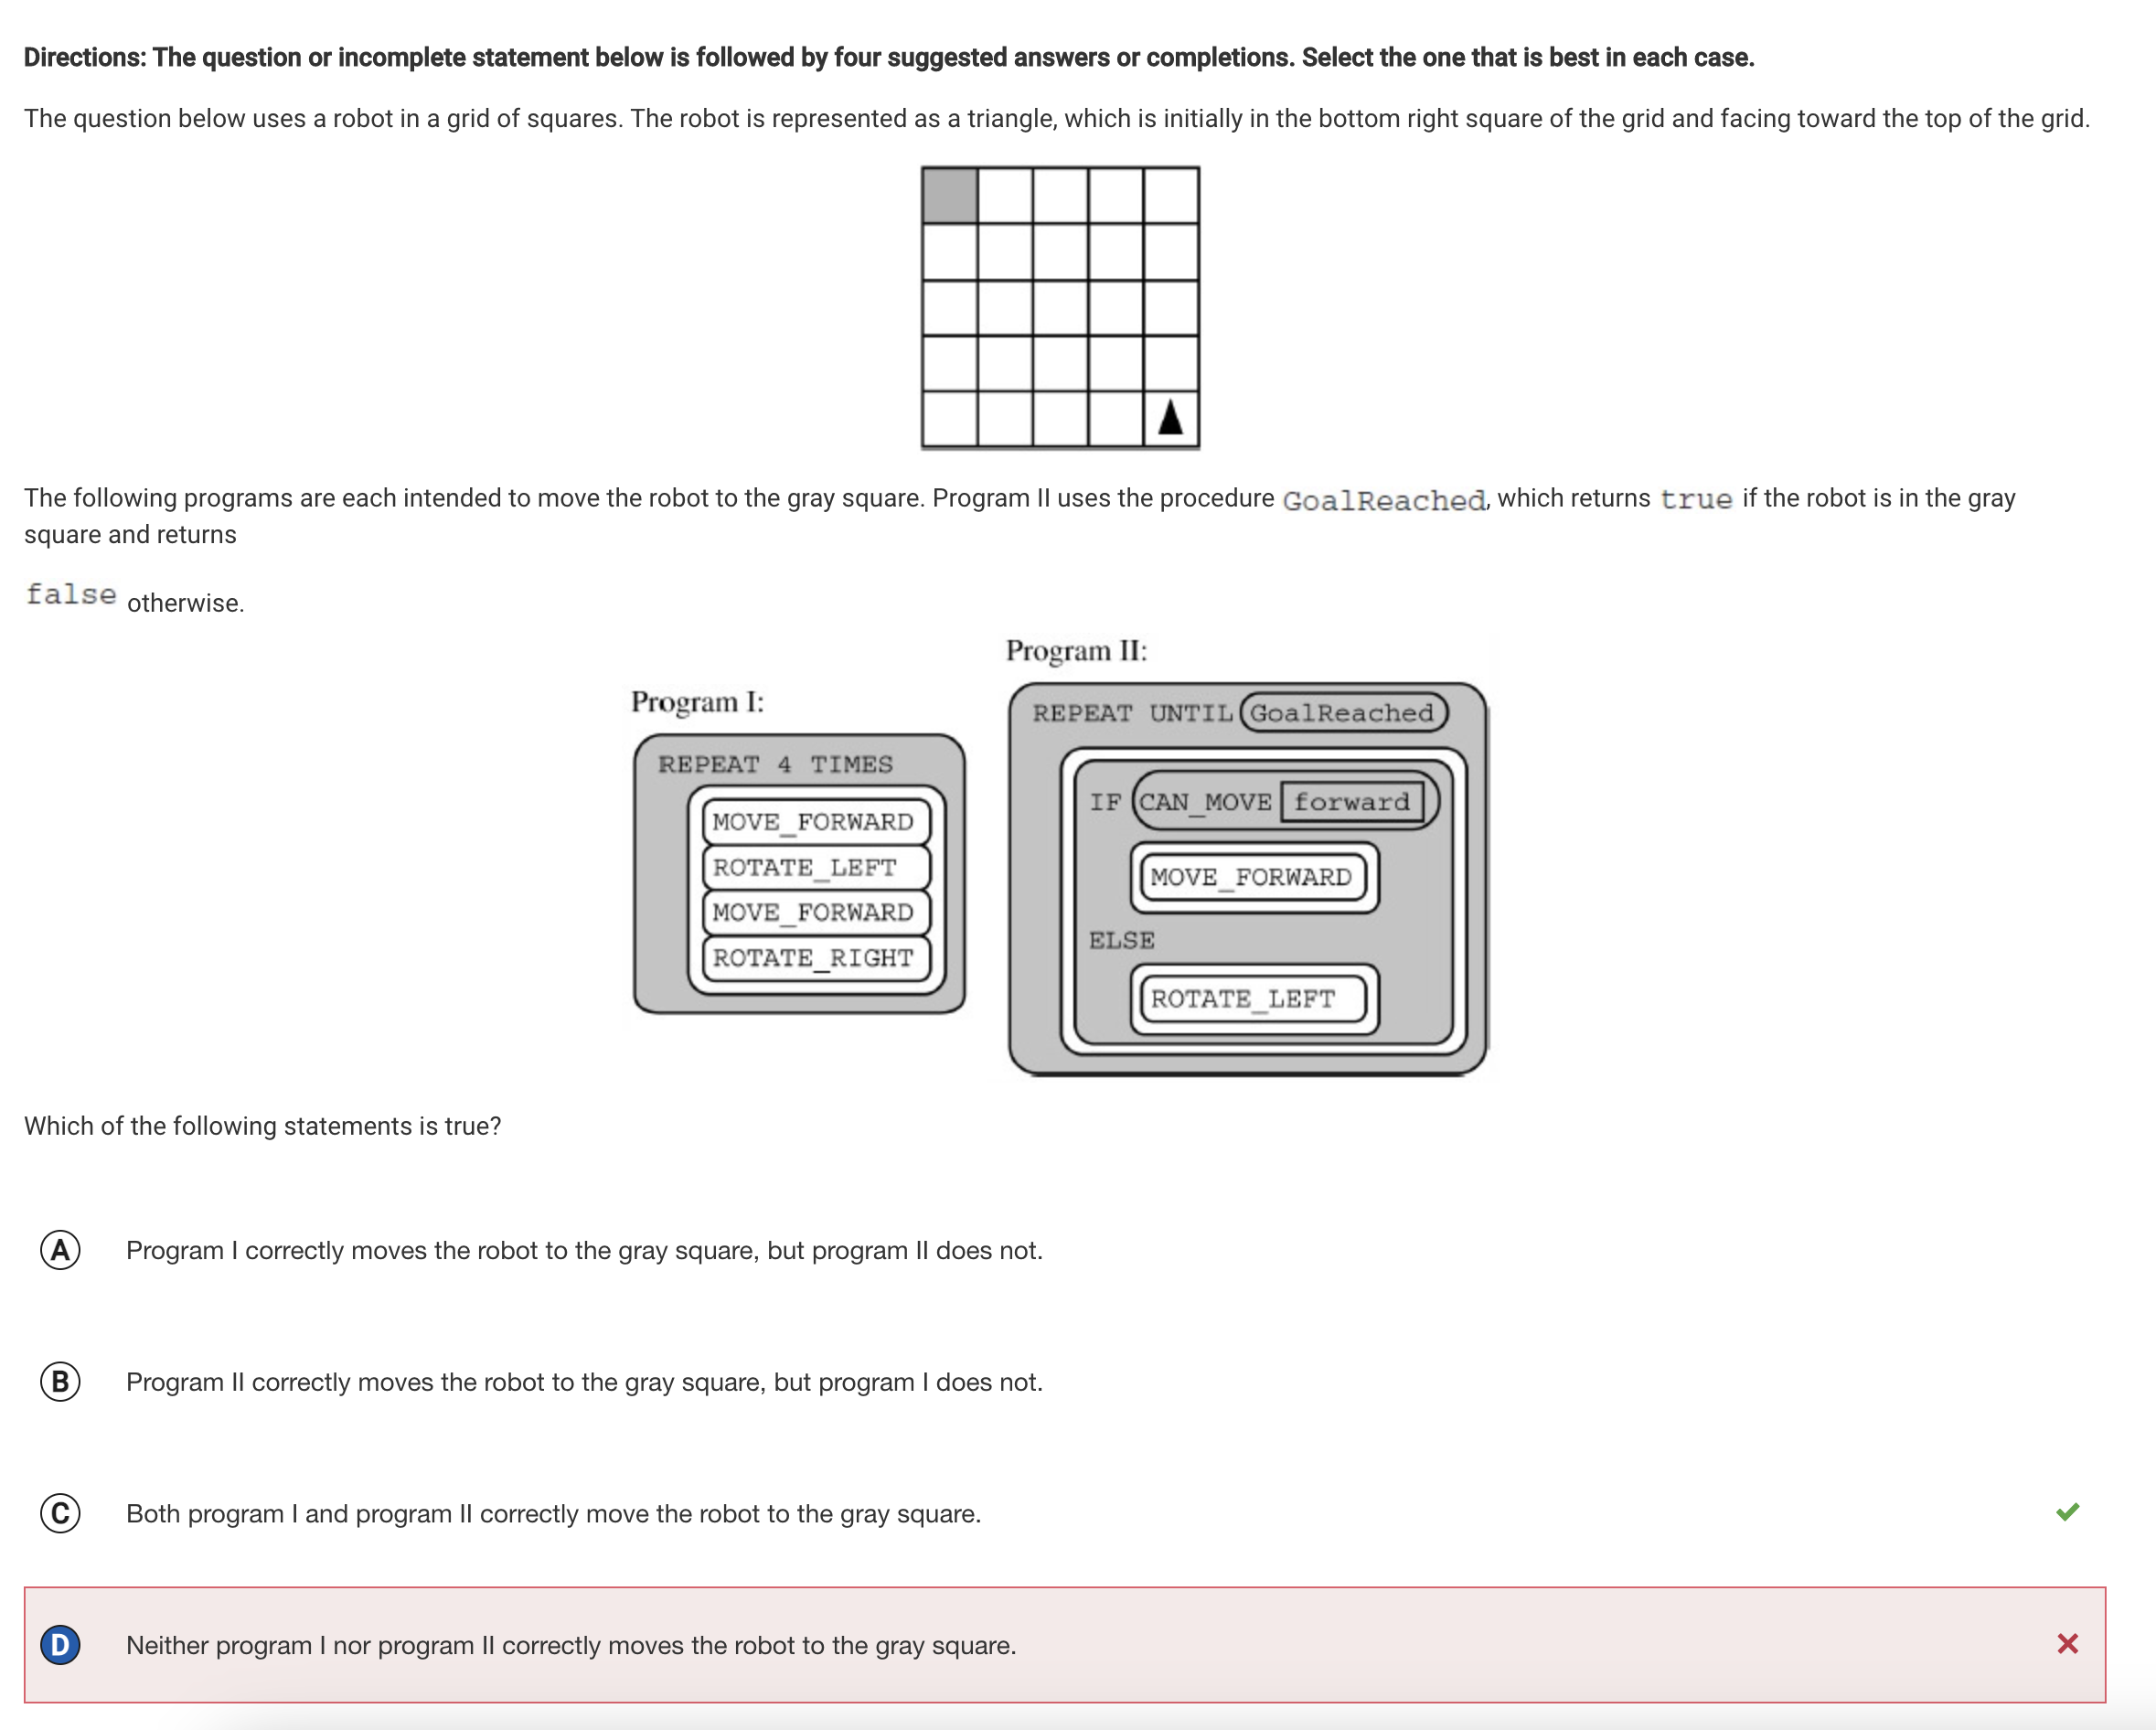 Directions: The question or incomplete statement below is followed by four suggested answers or completions. Select the one that is best in each case.
The question below uses a robot in a grid of squares. The robot is represented as a triangle, which is initially in the bottom right square of the grid and facing toward the top of the grid.
The following programs are each intended to move the robot to the gray square. Program II uses the procedure GoalReached, which returns true if the robot is in the gray
square and returns
false otherwise.
Program I:
REPEAT 4 TIMES
MOVE_FORWARD
ROTATE_LEFT
MOVE_FORWARD
ROTATE_RIGHT
Program II:
REPEAT UNTIL GoalReached
IF CAN_MOVE forward
MOVE_FORWARD
ELSE
ROTATE_LEFT
Which of the following statements is true?
A Program I correctly moves the robot to the gray square, but program II does not.
B Program II correctly moves the robot to the gray square, but program I does not.
C Both program I and program II correctly move the robot to the gray square.
D Neither program I nor program II correctly moves the robot to the gray square.